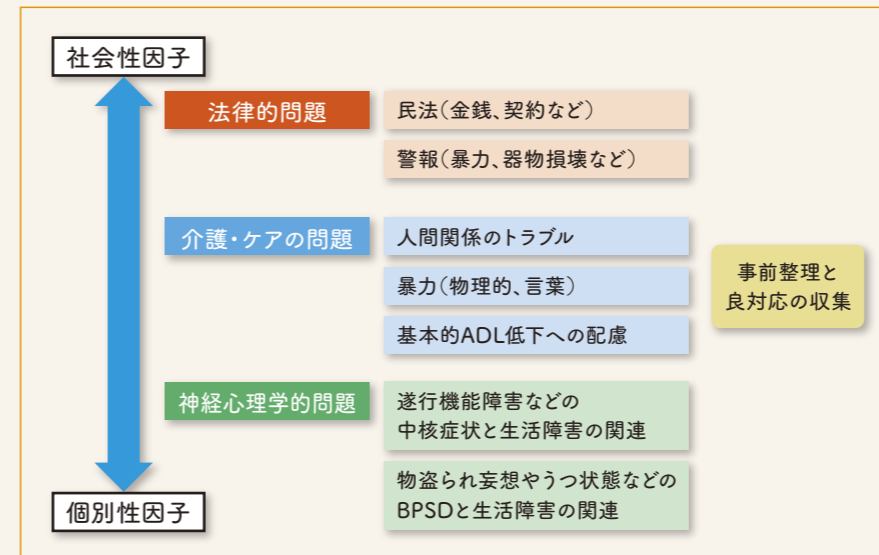 社会性因子
法律的問題
民法(金銭、契約など)
警報(暴力、器物損壊など)
介護・ケアの問題
人間関係のトラブル
暴力(物理的、言葉)
基本的ADL低下への配慮
事前整理と
良対応の収集
神経心理学的問題
遂行機能障害などの
中核症状と生活障害の関連
物盗られ妄想やうつ状態などの
BPSDと生活障害の関連
個別性因子